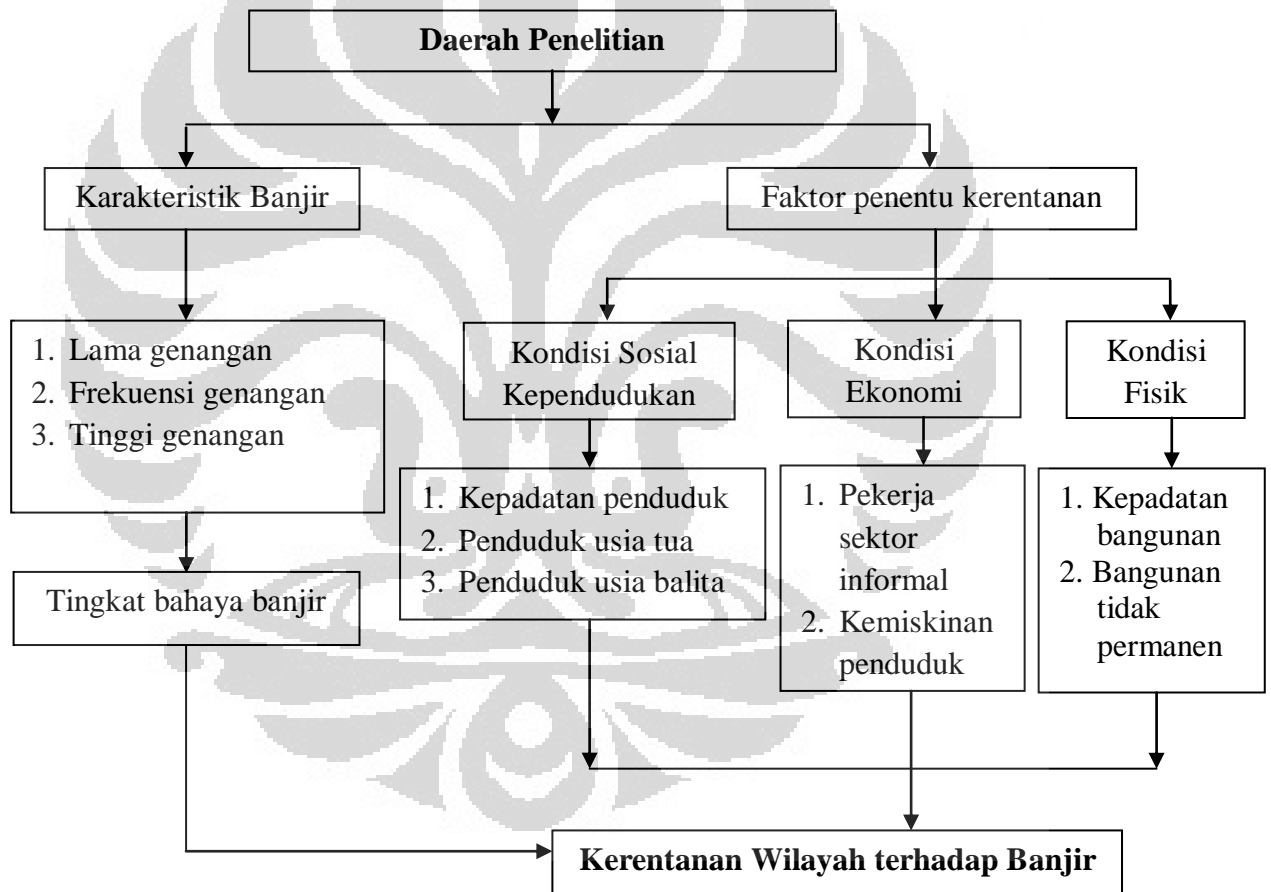 Daerah Penelitian
Karakteristik Banjir
Faktor penentu kerentanan
1. Lama genangan
2. Frekuensi genangan
3. Tinggi genangan
Kondisi Sosial
Kependudukan
Kondisi
Ekonomi
Kondisi
Fisik
1. Kepadatan penduduk
2. Penduduk usia tua
3. Penduduk usia balita
1. Pekerja
sektor
informal
2. Kemiskinan
penduduk
1. Kepadatan
bangunan
2. Bangunan
tidak
permanen
Tingkat bahaya banjir
Kerentanan Wilayah terhadap Banjir